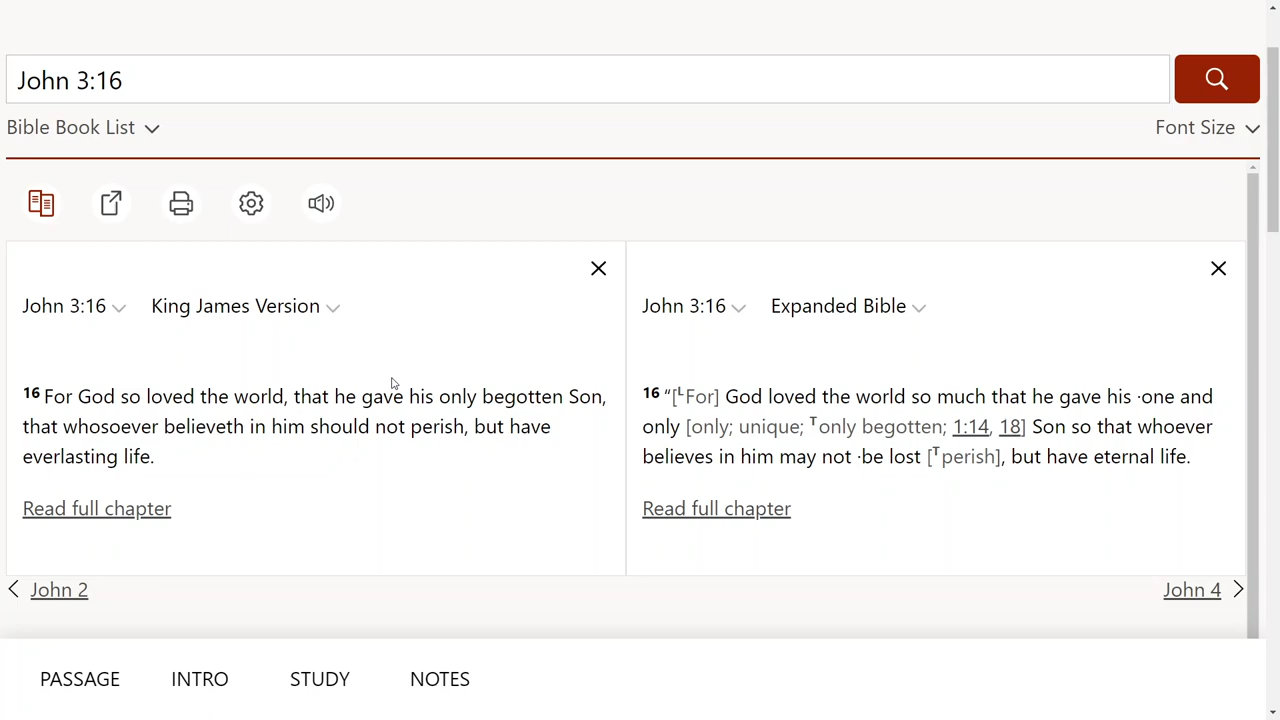 John 3:16
Bible Book List
Font Size
John 3:16 King James Version
16 For God so loved the world, that he gave his only begotten Son,
that whosoever believeth in him should not perish, but have
everlasting life.
Read full chapter
John 3:16 Expanded Bible
16 “[LFor] God loved the world so much that he gave his ·one and
only [only; unique; Tonly begotten; 1:14, 18] Son so that whoever
believes in him may not ·be lost [Tperish], but have eternal life.
Read full chapter
John 2
John 4
PASSAGE INTRO STUDY NOTES